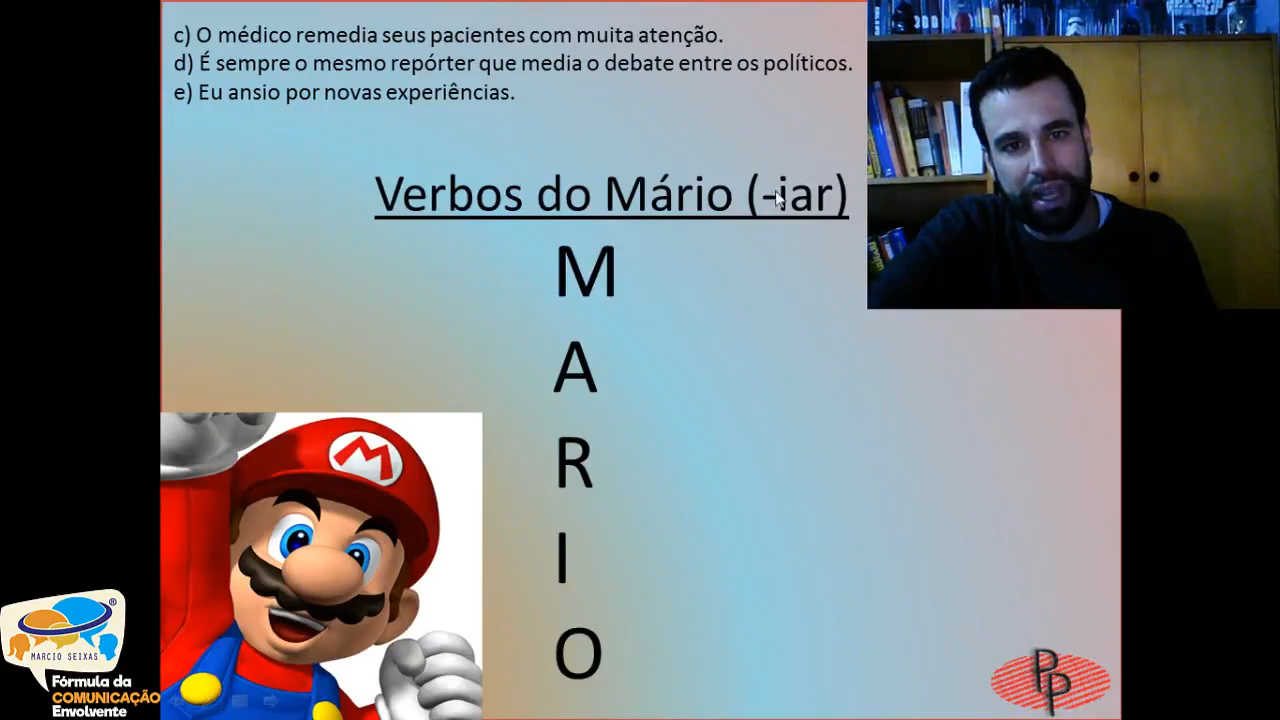 c) O médico remedia seus pacientes com muita atenção.
d) É sempre o mesmo repórter que media o debate entre os políticos.
e) Eu ansio por novas experiências.
Verbos do Mário (-iar)
M
A
R
I
O
M
®
MARCIO SEIXAS
Fórmula da
COMUNICAÇÃO
Envolvente
PP